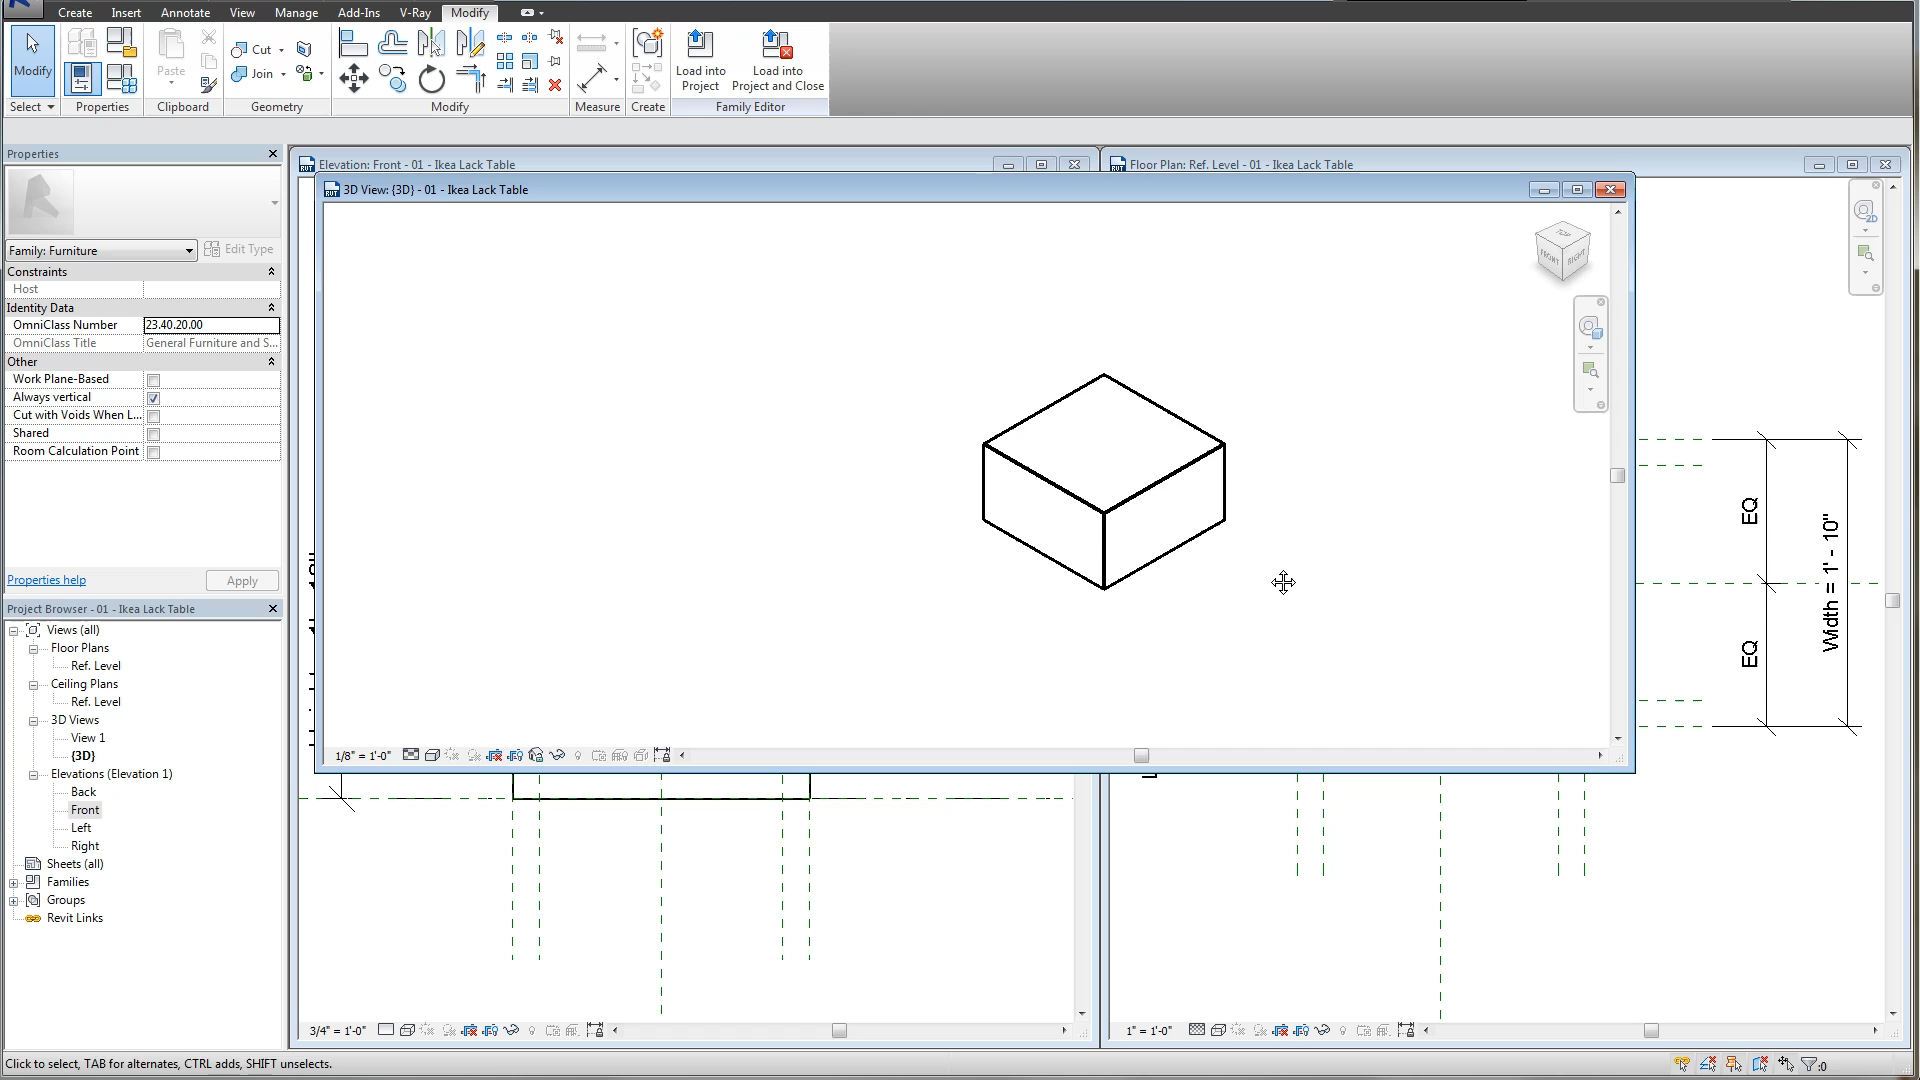 Create Insert Annotate View Manage Add-Ins V-Ray Modify
Modify
Paste
Cut
Join
Load into Project
Load into Project and Close
Select Properties Clipboard Geometry Modify Measure Create Family Editor
Properties
Family: Furniture
Edit Type
Constraints
Host
Identity Data
OmniClass Number 23.40.20.00
OmniClass Title General Furniture and S...
Other
Work Plane-Based
Always vertical
Cut with Voids When L...
Shared
Room Calculation Point
Properties help
Apply
Project Browser - 01 - Ikea Lack Table
Views (all)
Floor Plans
Ref. Level
Ceiling Plans
Ref. Level
3D Views
View 1
{3D}
Elevations (Elevation 1)
Back
Front
Left
Right
Sheets (all)
Families
Groups
Revit Links
Elevation: Front - 01 - Ikea Lack Table
Floor Plan: Ref. Level - 01 - Ikea Lack Table
3D View: {3D} - 01 - Ikea Lack Table
TOP
FRONT
RIGHT
2D
EQ
EQ
Width = 1' - 10"
1/8" = 1'-0"
3/4" = 1'-0"
1" = 1'-0"
Click to select, TAB for alternates, CTRL adds, SHIFT unselects.
:0